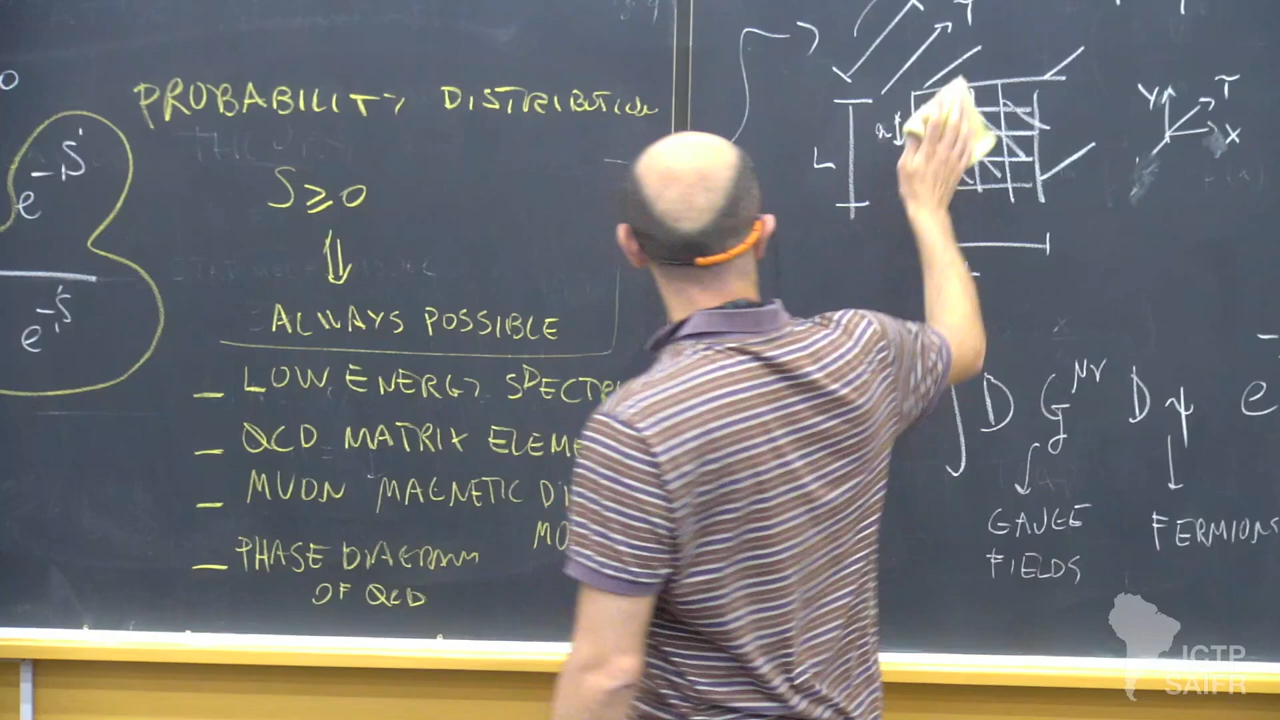 PROBABILITY DISTRIBUTION
e^-S
S≥0
⇓
e^-S
ALWAYS POSSIBLE
_ LOW ENERGY SPECTR
_ QCD MATRIX ELEME
_ MUON MAGNETIC DI
MO
_ PHASE DIAGRAM
OF QCD
T
a
L
Y T
X
∫ D G^μν D ψ e^-
GAUGE
FIELDS
FERMIONS
ICTP
SAIFR